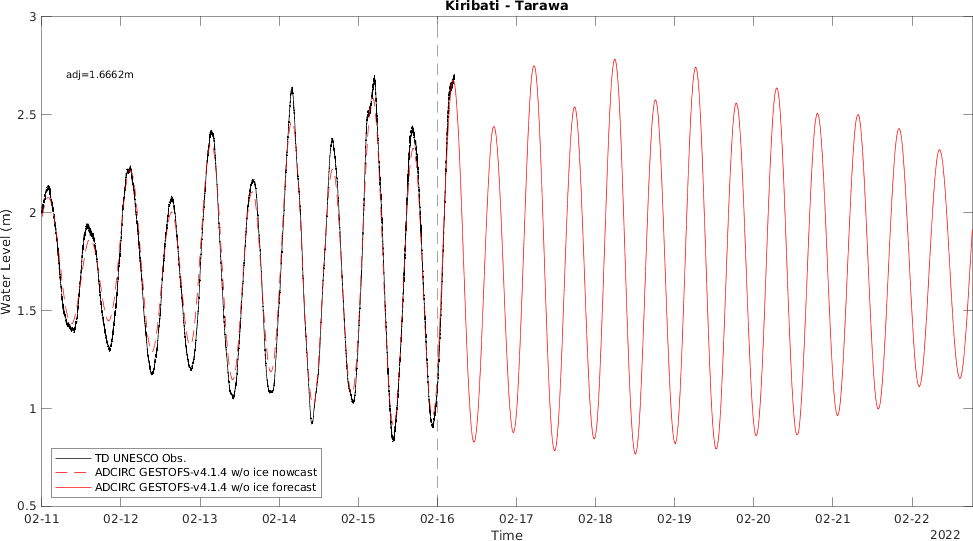 Kiribati - Tarawa
adj=1.6662m
3
2.5
2
1.5
1
0.5
Water Level (m)
TD UNESCO Obs.
ADCIRC GESTOFS-v4.1.4 w/o ice nowcast
ADCIRC GESTOFS-v4.1.4 w/o ice forecast
02-11 02-12 02-13 02-14 02-15 02-16 02-17 02-18 02-19 02-20 02-21 02-22
Time
2022